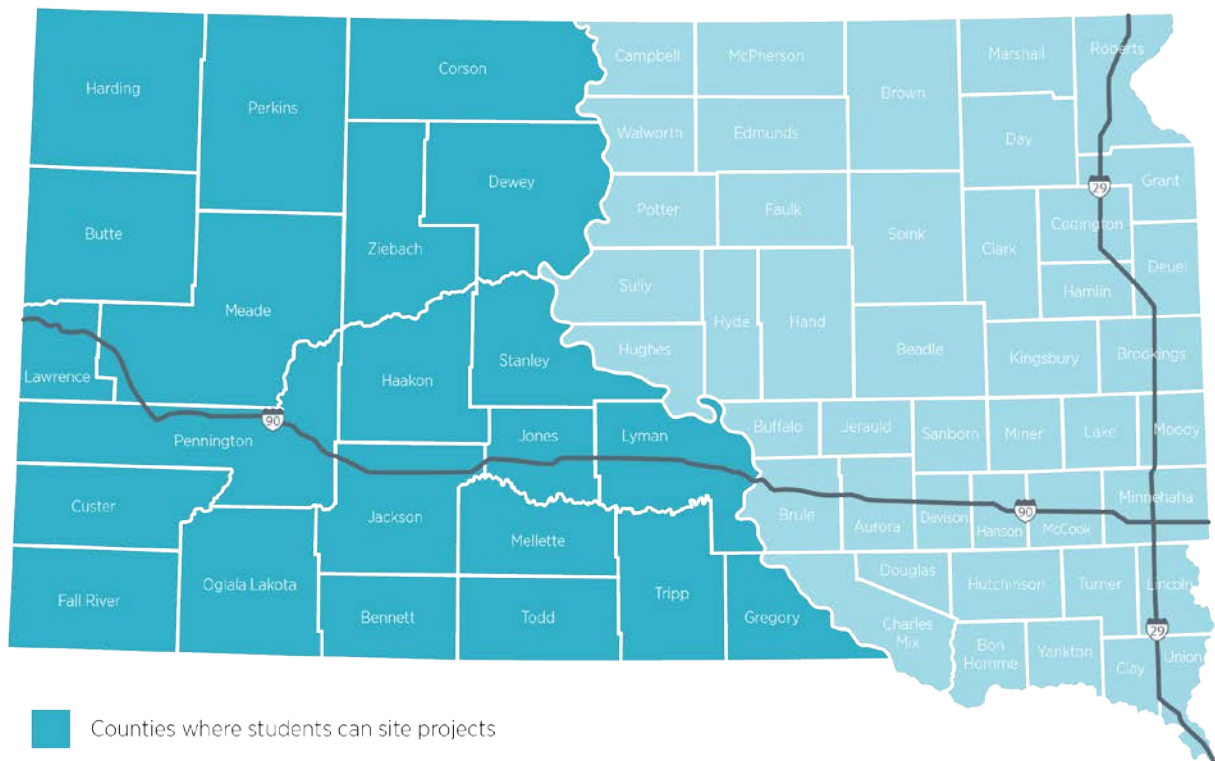 Campbell
McPherson
Marshall
Roberts
Corson
Harding
Brown
Perkins
Walworth
Edmunds
Day
Dewey
Grant
29
Potter
Faulk
Butte
Spink
Codington
Ziebach
Clark
Deuel
Sully
Hamlin
Meade
Hyde
Hand
Hughes
Beadle
Brookings
Stanley
Kingsbury
Lawrence
Haakon
90
Pennington
Jones
Lyman
Buffalo
Jerauld
Sanborn
Miner
Lake
Moody
Minnehaha
Custer
Jackson
Brule
Aurora
Davison
Hanson
90
McCook
Mellette
Oglala Lakota
Douglas
Hutchinson
Turner
Lincoln
Fall River
Tripp
Bennett
Todd
Gregory
Charles
Mix
29
Bon
Homme
Yankton
Clay
Union
Counties where students can site projects